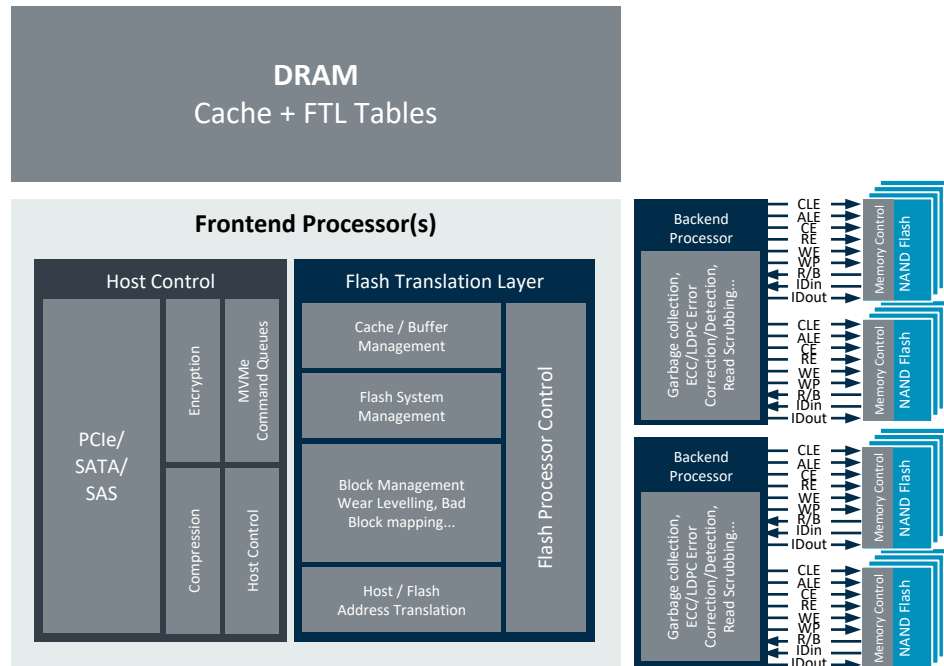 DRAM
Cache + FTL Tables
Frontend Processor(s)
Host Control
PCIe/
SATA/
SAS
Encryption
MVMe
Command Queues
Compression
Host Control
Flash Translation Layer
Cache / Buffer
Management
Flash System
Management
Block Management
Wear Levelling, Bad
Block mapping...
Host / Flash
Address Translation
Flash Processor Control
Backend
Processor
Garbage collection,
ECC/LDPC Error
Correction/Detection,
Read Scrubbing...
CLE
ALE
CE
RE
WE
WP
R/B
IDin
IDout
Memory Control
NAND Flash
CLE
ALE
CE
RE
WE
WP
R/B
IDin
IDout
Memory Control
NAND Flash
Backend
Processor
Garbage collection,
ECC/LDPC Error
Correction/Detection,
Read Scrubbing...
CLE
ALE
CE
RE
WE
WP
R/B
IDin
IDout
Memory Control
NAND Flash
CLE
ALE
CE
RE
WE
WP
R/B
IDin
IDout
Memory Control
NAND Flash